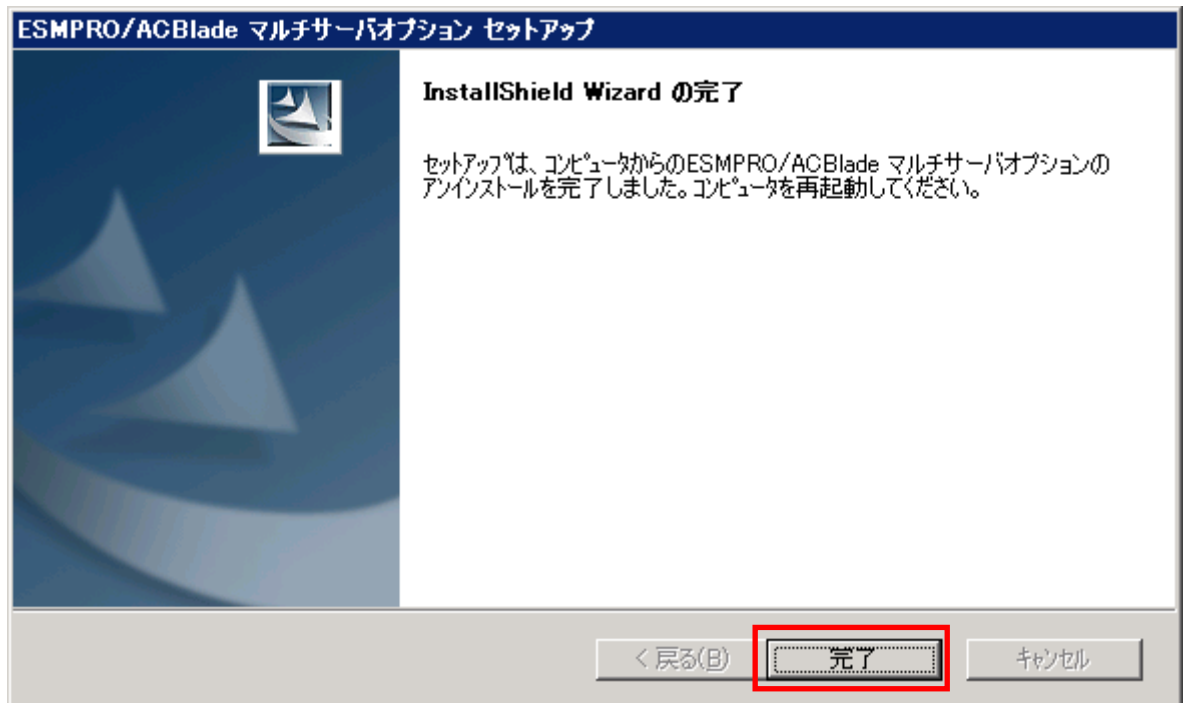 ESMPRO/ACBlade マルチサーバオプション セットアップ
InstallShield Wizard の完了
セットアップは、コンピュータからのESMPRO/ACBlade マルチサーバオプションの
アンインストールを完了しました。コンピュータを再起動してください。
< 戻る(B)
完了
キャンセル